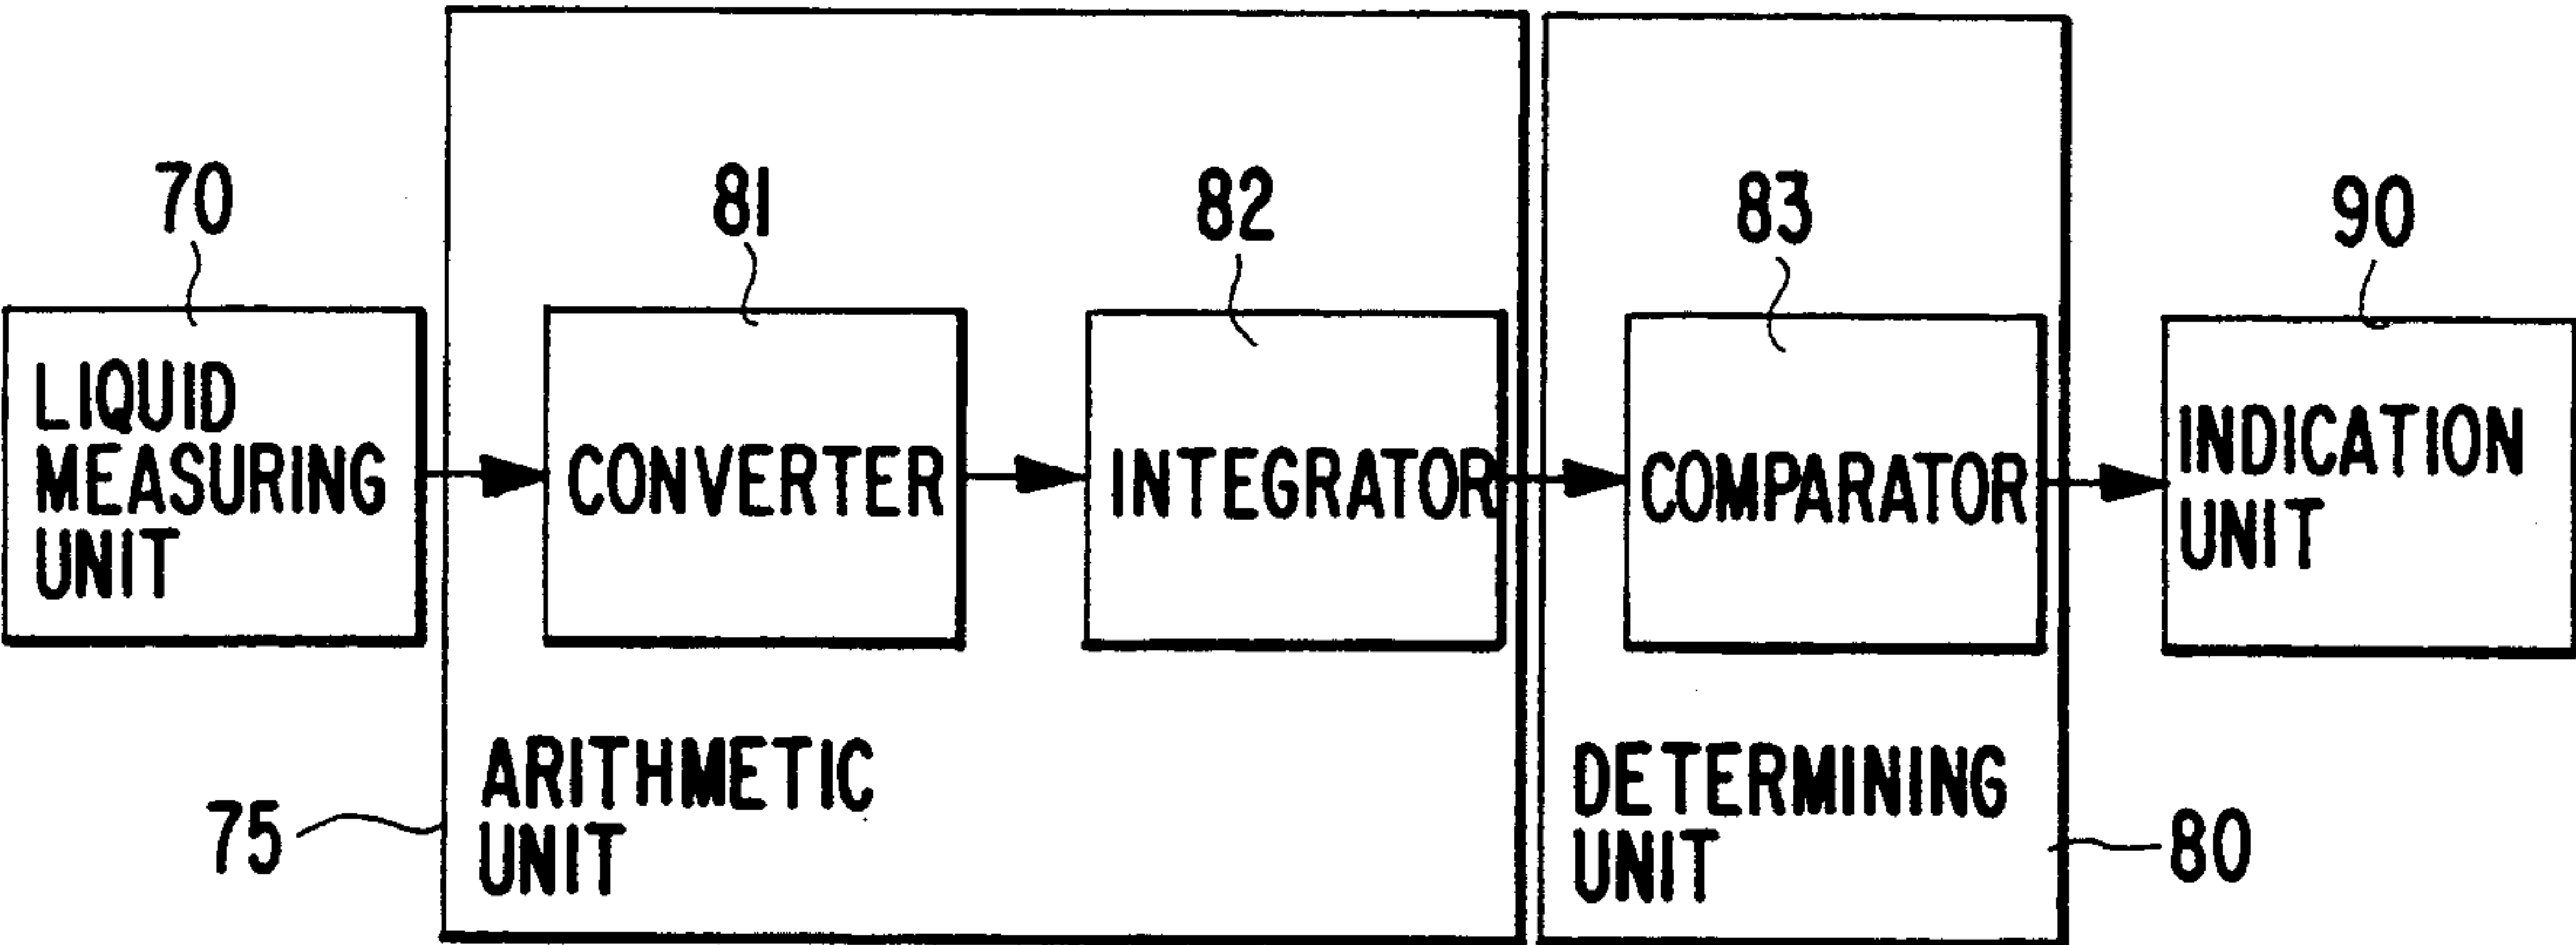 70
81
82
83
90
LIQUID
MEASURING
UNIT
CONVERTER
INTEGRATOR
COMPARATOR
INDICATION
UNIT
ARITHMETIC
UNIT
DETERMINING
UNIT
75
80